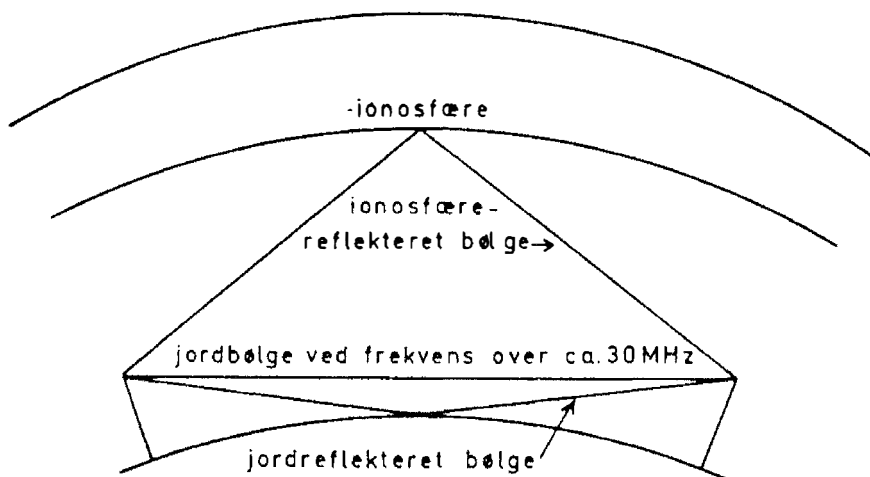 -ionosfære
ionosfære-
reflekteret bølge→
jordbølge ved frekvens over ca. 30 MHz
jordreflekteret bølge